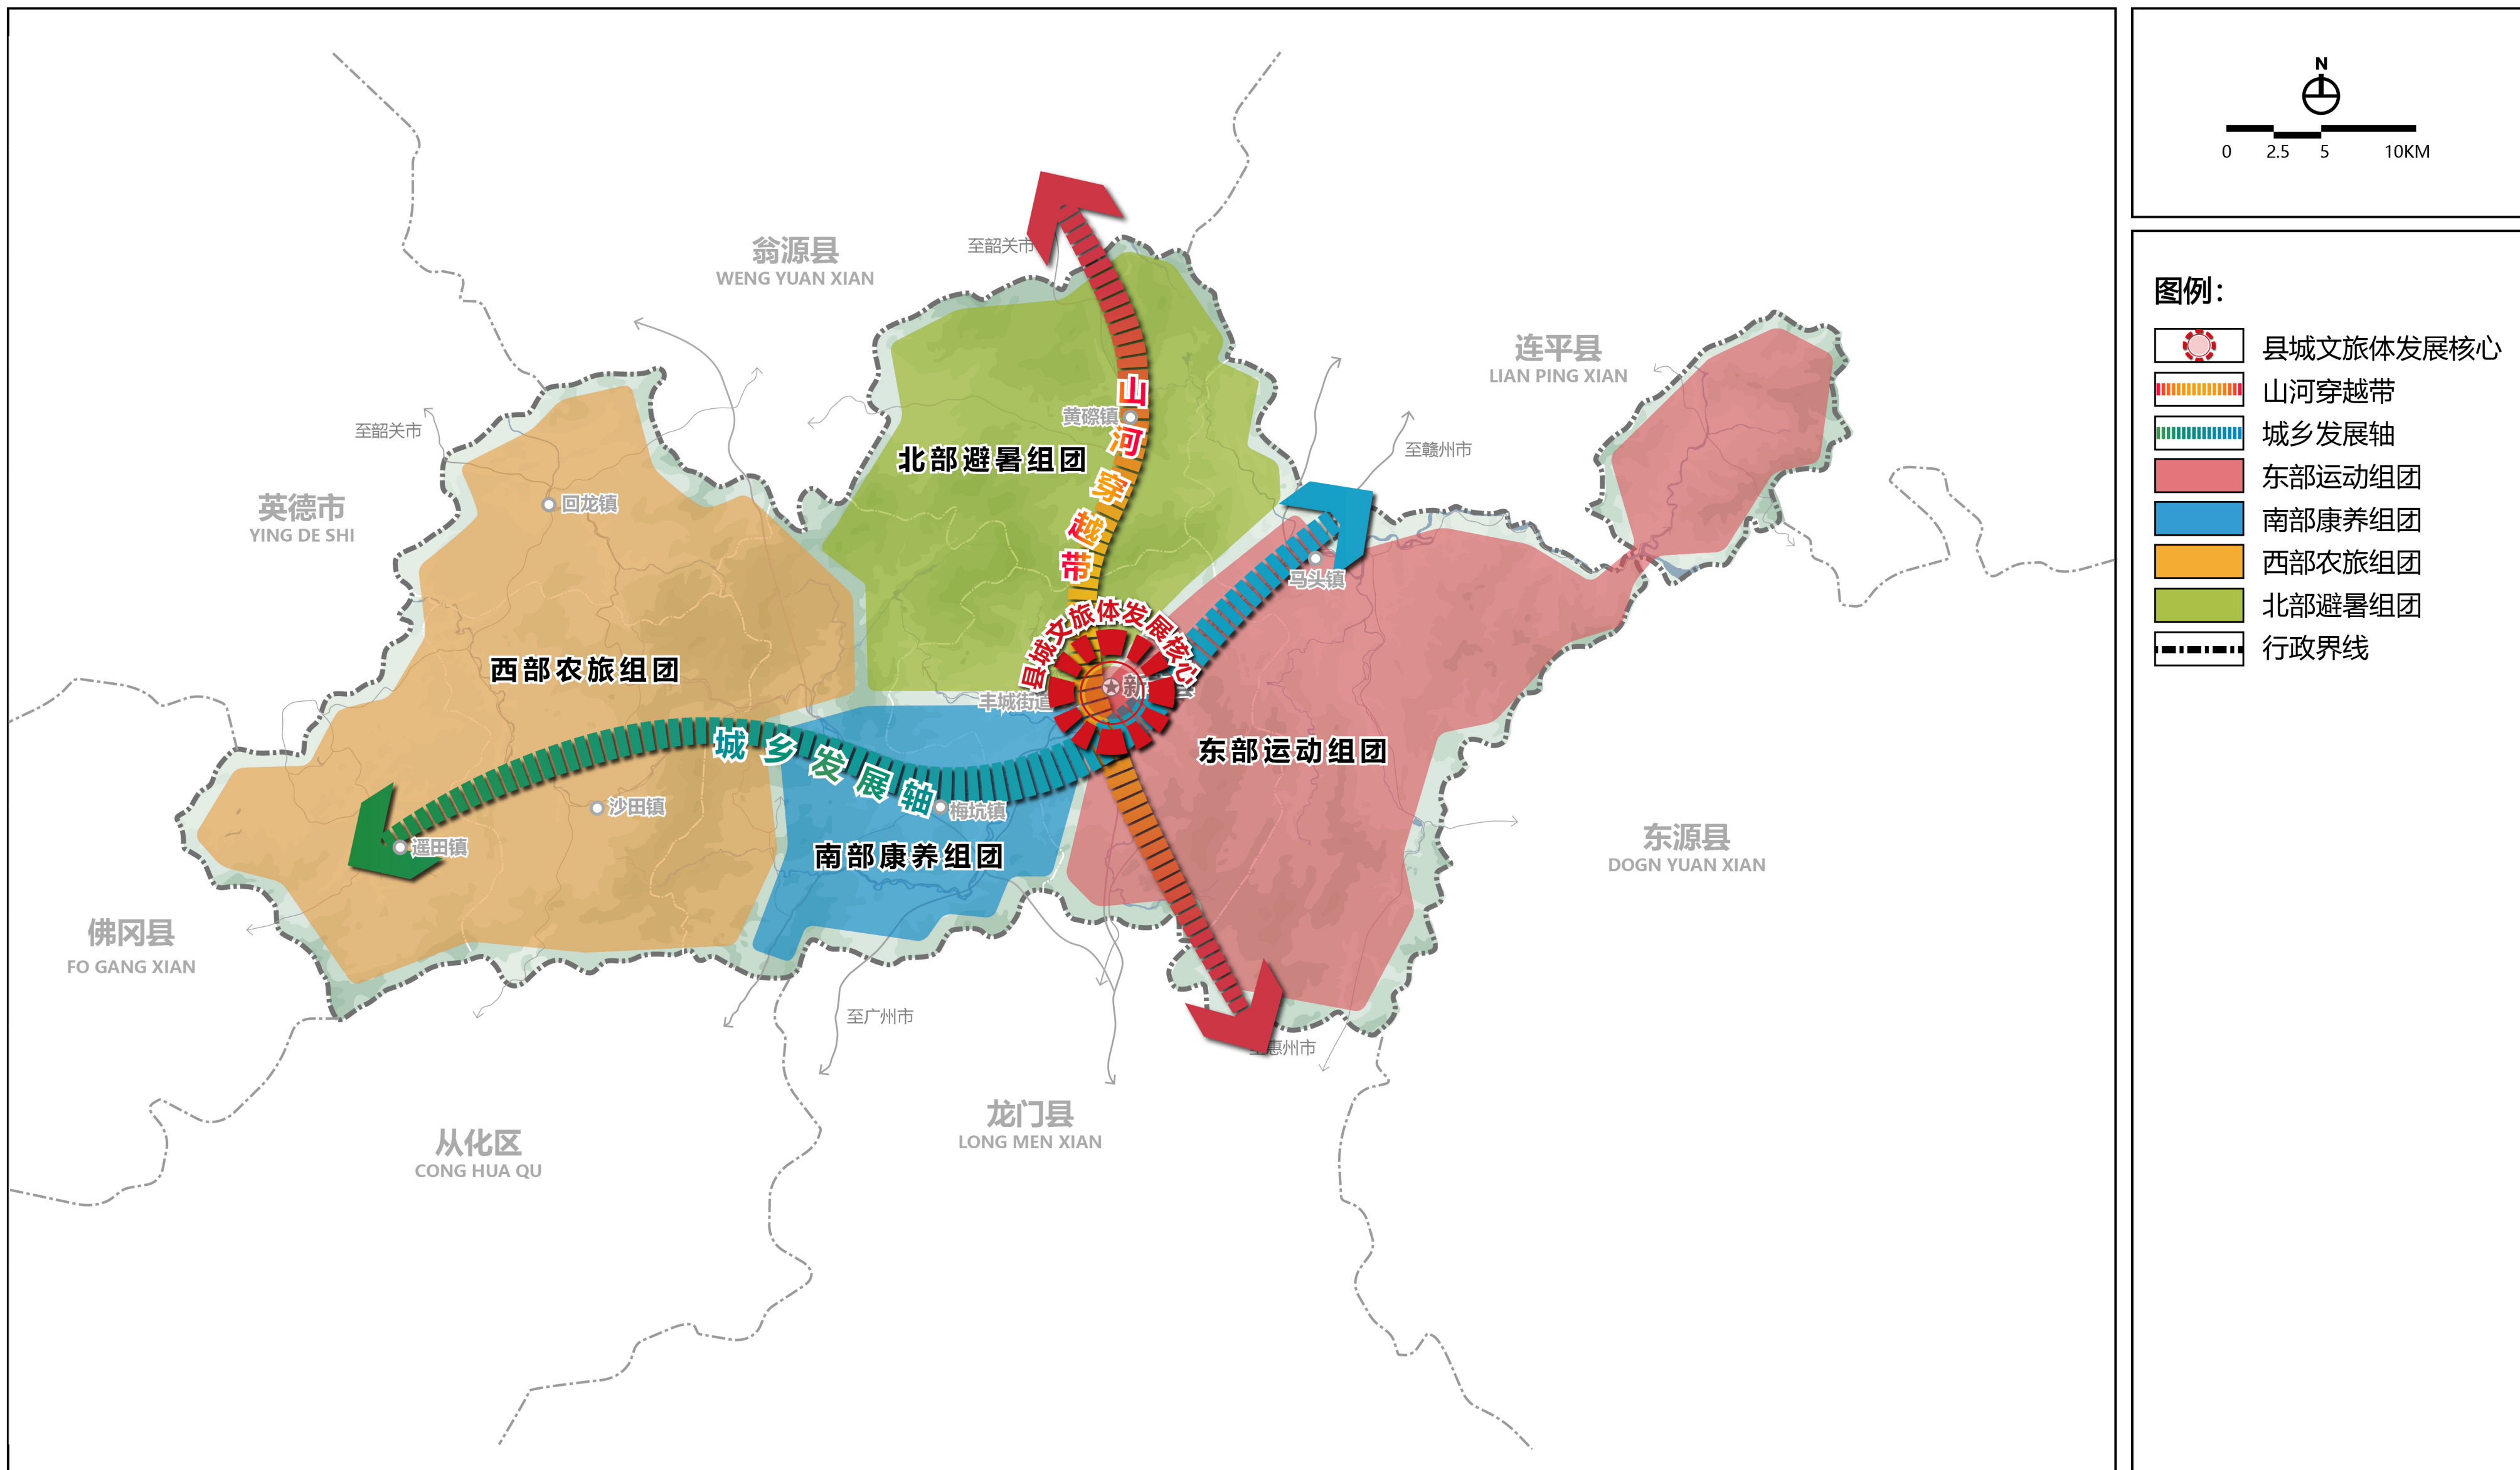 N
0 2.5 5 10KM
图例：
县城文旅体发展核心
山河穿越带
城乡发展轴
东部运动组团
南部康养组团
西部农旅组团
北部避暑组团
行政界线
翁源县
WENG YUAN XIAN
至韶关市
连平县
LIAN PING XIAN
山河穿越带
黄磜镇
至韶关市
北部避暑组团
至赣州市
英德市
YING DE SHI
回龙镇
马头镇
县城文旅体发展核心
西部农旅组团
新
丰城街道
城乡发展轴
东部运动组团
沙田镇
梅坑镇
遥田镇
南部康养组团
东源县
DOGN YUAN XIAN
佛冈县
FO GANG XIAN
至广州市
惠州市
龙门县
LONG MEN XIAN
从化区
CONG HUA QU